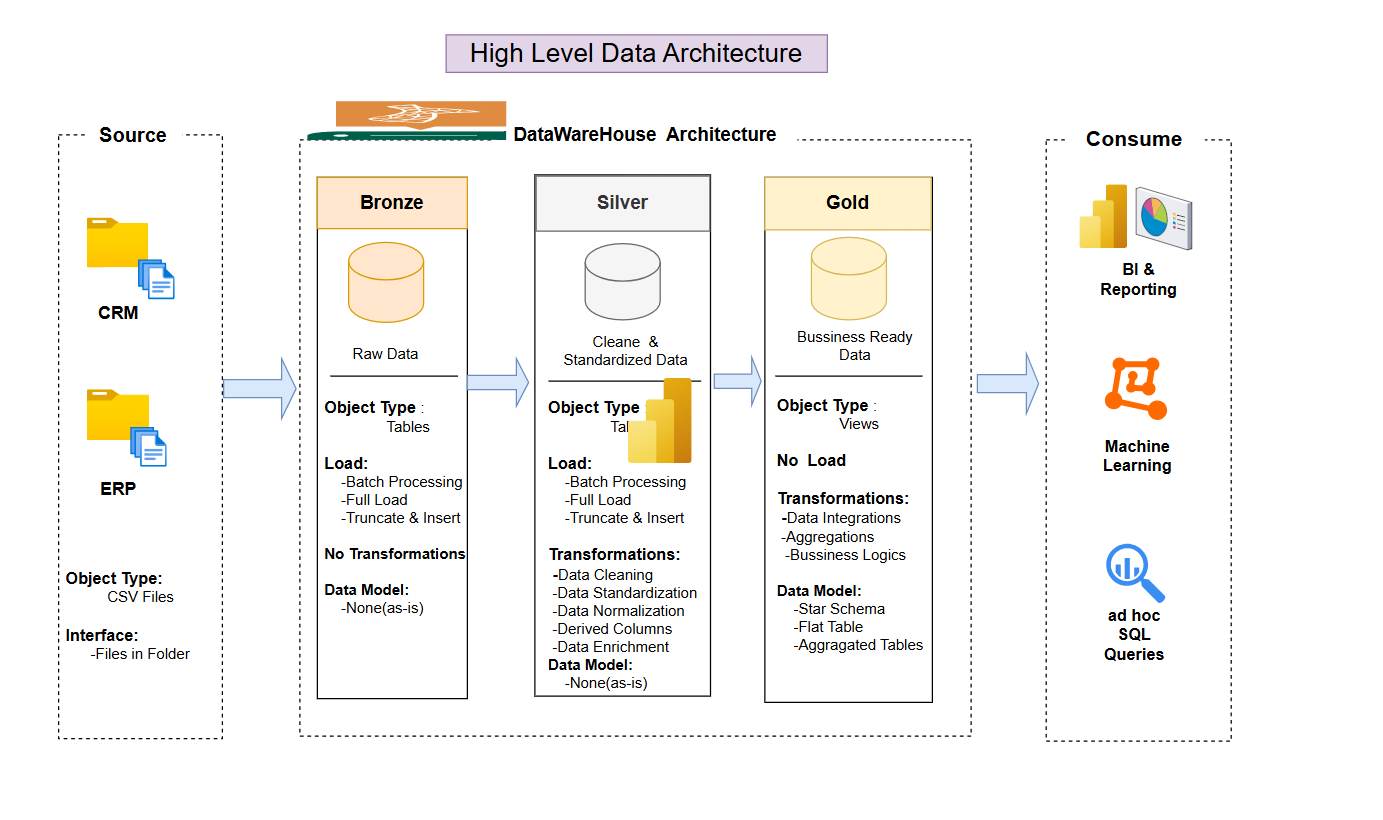 High Level Data Architecture
Source
CRM
ERP
Object Type:
CSV Files
Interface:
-Files in Folder
DataWareHouse Architecture
Bronze
Raw Data
Object Type :
Tables
Load:
-Batch Processing
-Full Load
-Truncate & Insert
No Transformations
Data Model:
-None(as-is)
Silver
Cleane &
Standardized Data
Object Type
Load:
-Batch Processing
-Full Load
-Truncate & Insert
Transformations:
-Data Cleaning
-Data Standardization
-Data Normalization
-Derived Columns
-Data Enrichment
Data Model:
-None(as-is)
Gold
Bussiness Ready
Data
Object Type :
Views
No Load
Transformations:
-Data Integrations
-Aggregations
-Bussiness Logics
Data Model:
-Star Schema
-Flat Table
-Aggragated Tables
Consume
BI &
Reporting
Machine
Learning
ad hoc
SQL
Queries